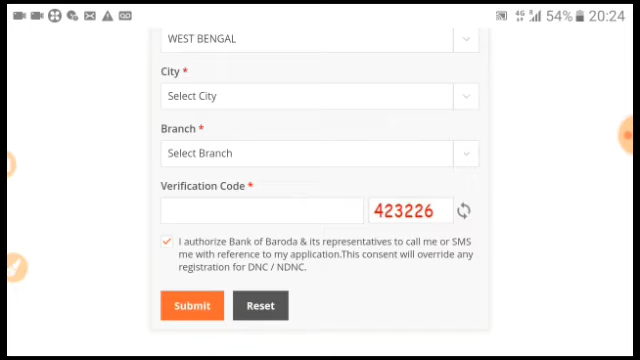 4G 54% 20:24
WEST BENGAL
City *
Select City
Branch *
Select Branch
Verification Code *
423226
I authorize Bank of Baroda & its representatives to call me or SMS
me with reference to my application.This consent will override any
registration for DNC / NDNC.
Submit Reset